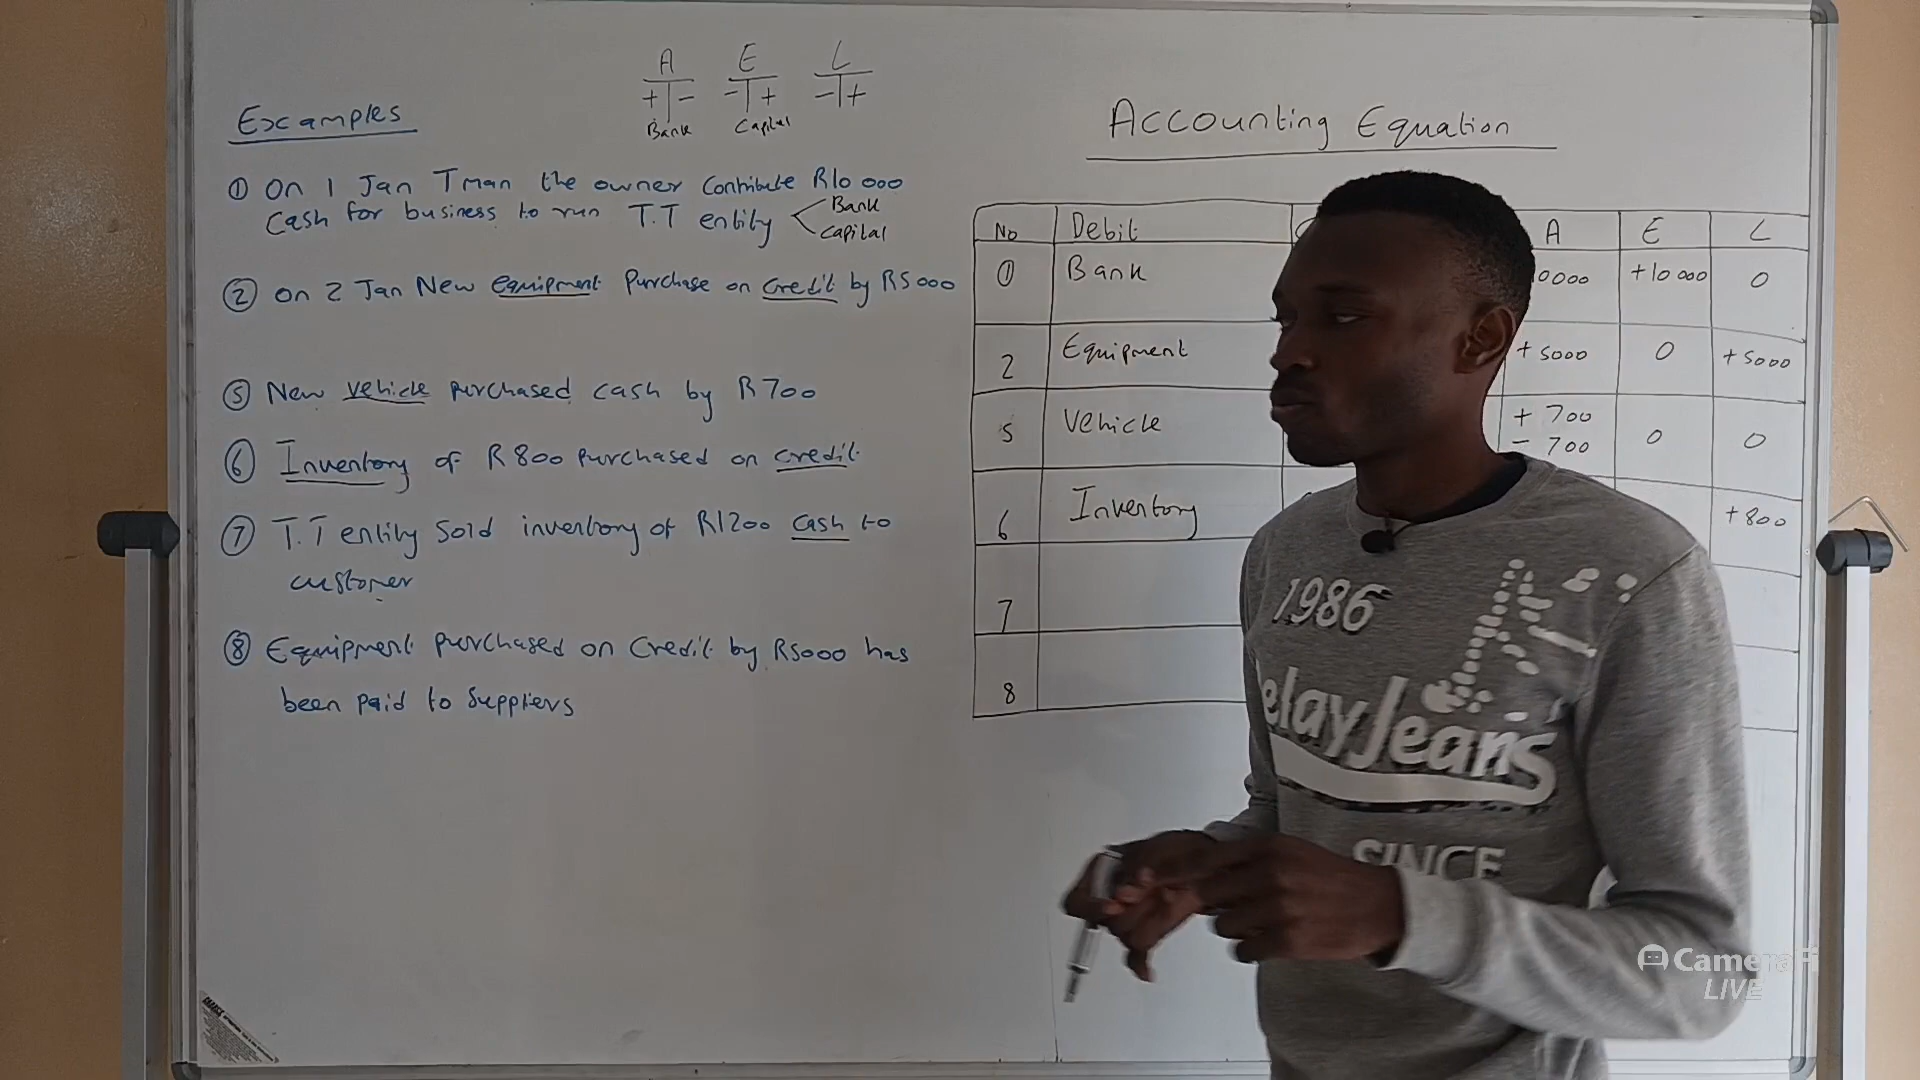 A E L
+ - - + - +
Bank Capital
Examples
① On 1 Jan Tman the owner Contribute R10 000
Cash for business to run T.T entity
Bank
Capital
② on 2 Jan New equipment Purchase on credit by R5000
⑤ New vehicle purchased cash by R700
⑥ Inventory of R800 purchased on credit
⑦ T.T entity sold inventory of R1200 cash to
customer
⑧ Equipment purchased on Credit by R5000 has
been paid to suppliers
Accounting Equation
No Debit A E L
① Bank 0000 +10 000 0
2 Equipment +5000 0 +5000
5 Vehicle +700 0 0
-700
6 Inventory +800
7
8
1986
elayJeans
SINCE
CameraFi
LIVE